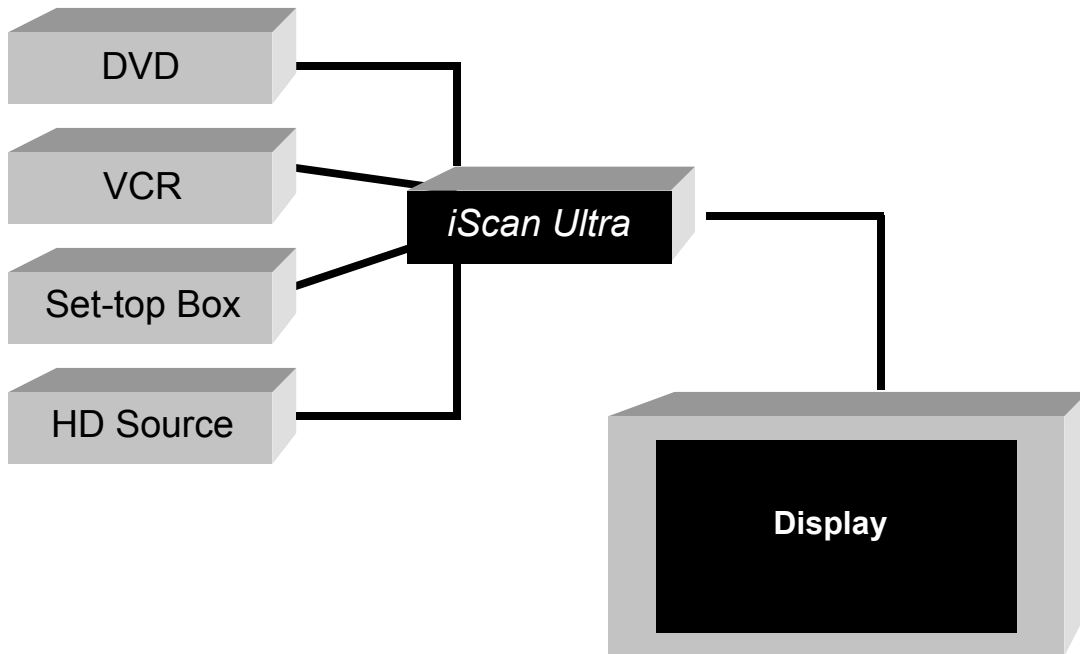 DVD
VCR
iScan Ultra
Set-top Box
HD Source
Display